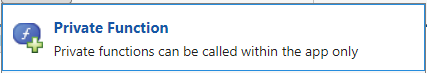 Private Function
Private functions can be called within the app only